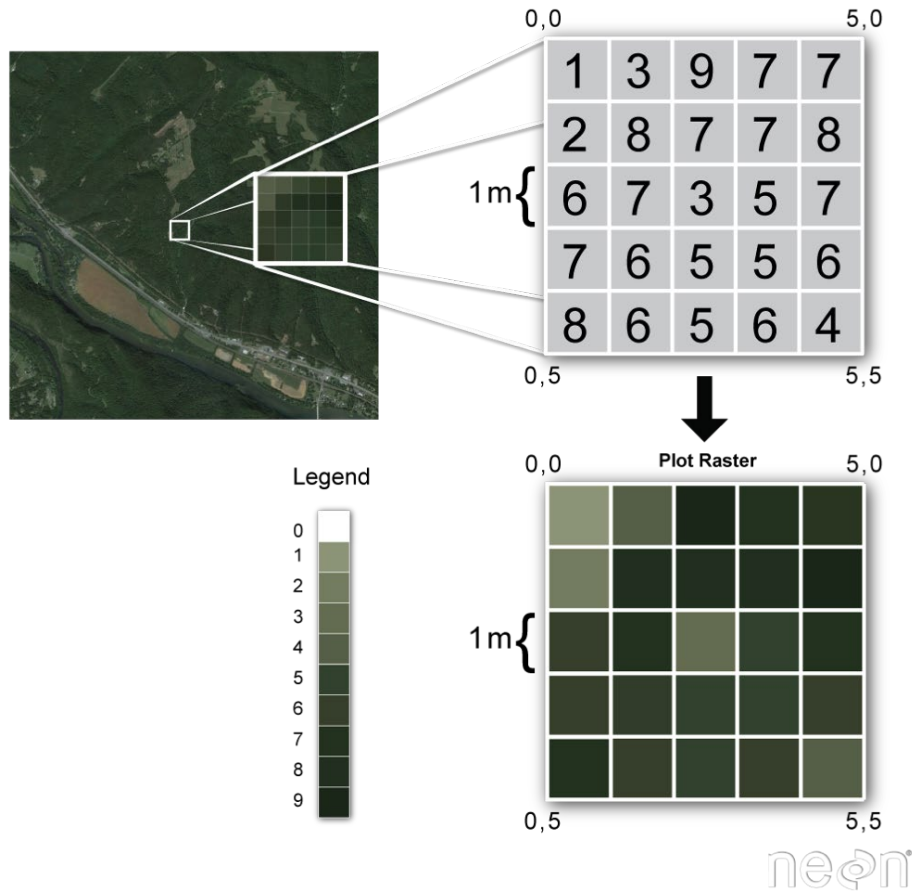 0,0 5,0
1 3 9 7 7
2 8 7 7 8
1m{ 6 7 3 5 7
7 6 5 5 6
8 6 5 6 4
0,5 5,5
Plot Raster
0,0 5,0
1m{
0,5 5,5
Legend
0
1
2
3
4
5
6
7
8
9
neon